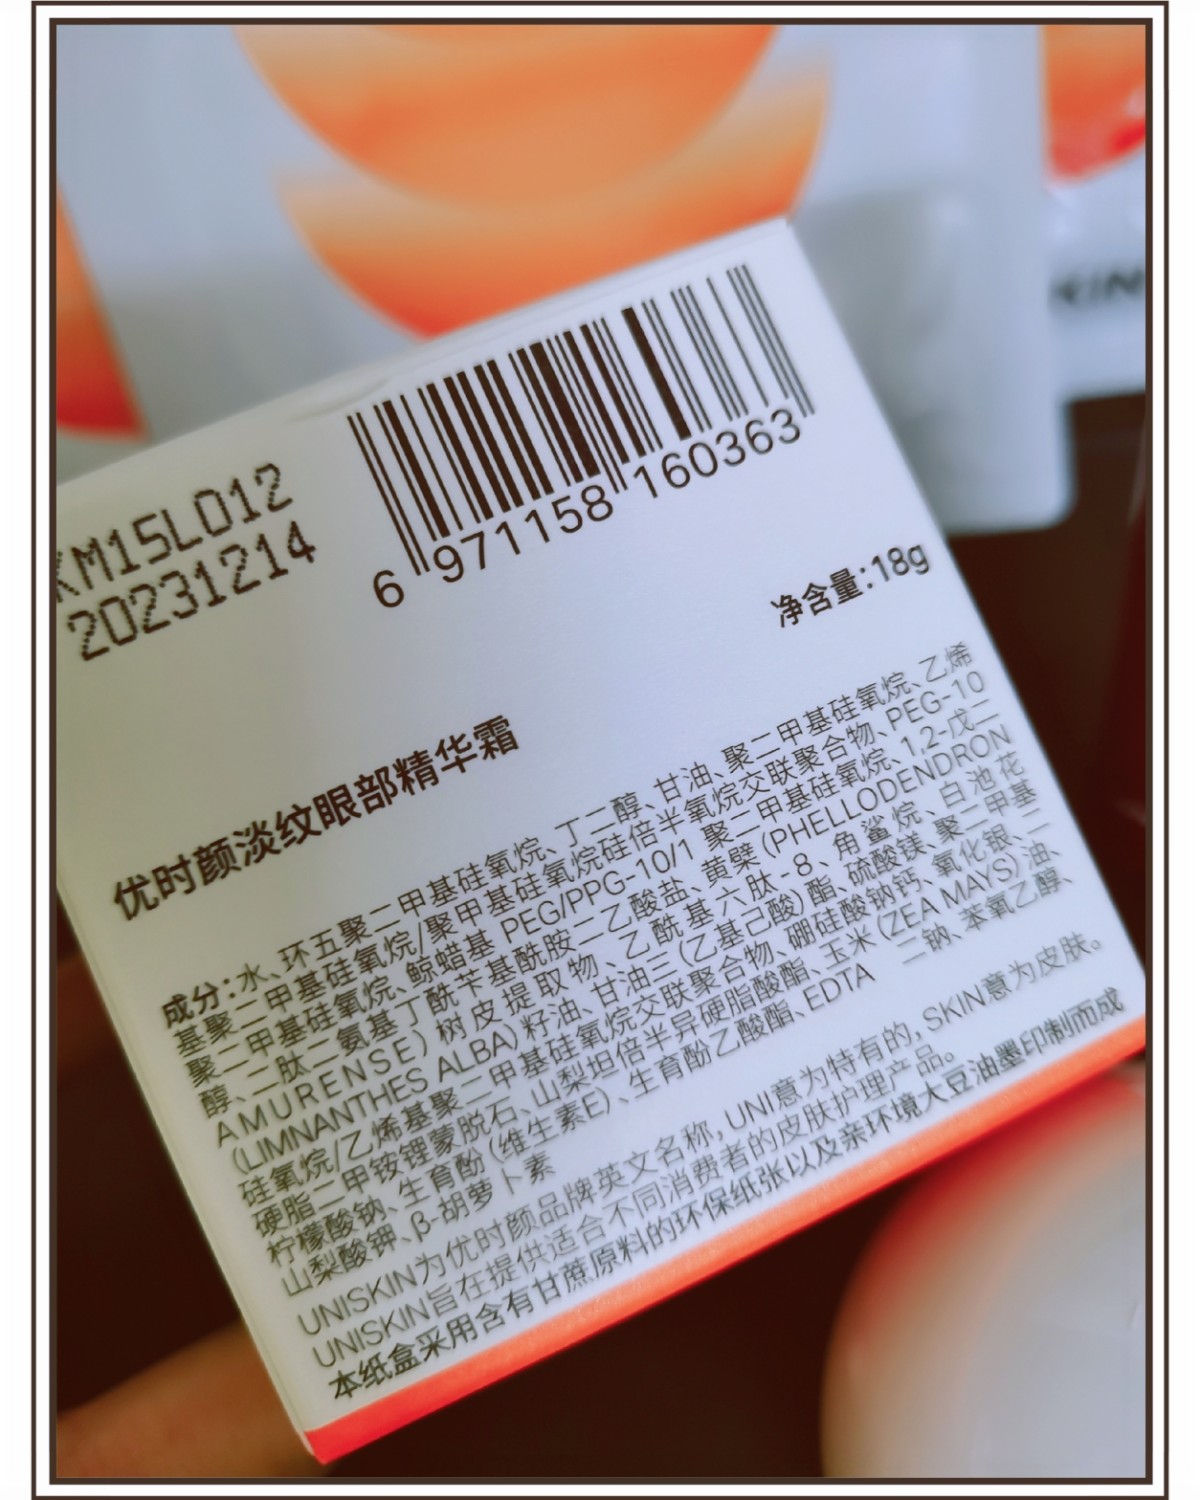 KIN
KM15L012
20231214
6 971158 160363
净含量:18g
优时颜淡纹眼部精华霜
成分:水、环五聚二甲基硅氧烷、丁二醇、甘油、聚二甲基硅氧烷、乙烯
基聚二甲基硅氧烷/聚甲基硅氧烷硅倍半氧烷交联聚合物、PEG-10
聚二甲基硅氧烷、鲸蜡基 PEG/PPG-10/1 聚二甲基硅氧烷、1,2-戊二
醇、二肽二氨基丁酰苄基酰胺二乙酸盐、黄檗(PHELLODENDRON
AMURENSE)树皮提取物、乙酰基六肽-8、角鲨烷、白池花
(LIMNANTHES ALBA)籽油、甘油三(乙基己酸)酯、硫酸镁、聚二甲基
硅氧烷/乙烯基聚二甲基硅氧烷交联聚合物、硼硅酸钠钙、氧化银、二
硬脂二甲铵锂蒙脱石、山梨坦倍半异硬脂酸酯、玉米(ZEA MAYS)油、
柠檬酸钠、生育酚(维生素E)、生育酚乙酸酯、EDTA 二钠、苯氧乙醇、
山梨酸钾、β-胡萝卜素
UNISKIN为优时颜品牌英文名称,UNI意为特有的,SKIN意为皮肤。
UNISKIN旨在提供适合不同消费者的皮肤护理产品。
本纸盒采用含有甘蔗原料的环保纸张以及亲环境大豆油墨印制而成